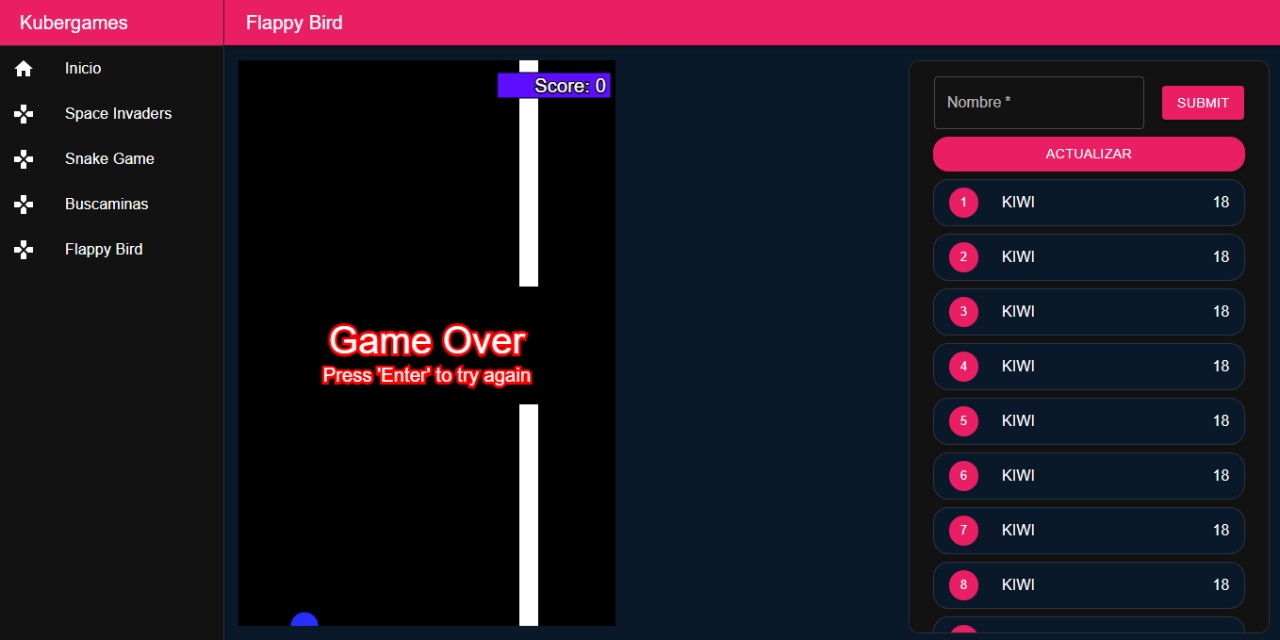 Kubergames
Flappy Bird
Inicio
Space Invaders
Snake Game
Buscaminas
Flappy Bird
Score: 0
Game Over
Press 'Enter' to try again
Nombre *
SUBMIT
ACTUALIZAR
1 KIWI 18
2 KIWI 18
3 KIWI 18
4 KIWI 18
5 KIWI 18
6 KIWI 18
7 KIWI 18
8 KIWI 18